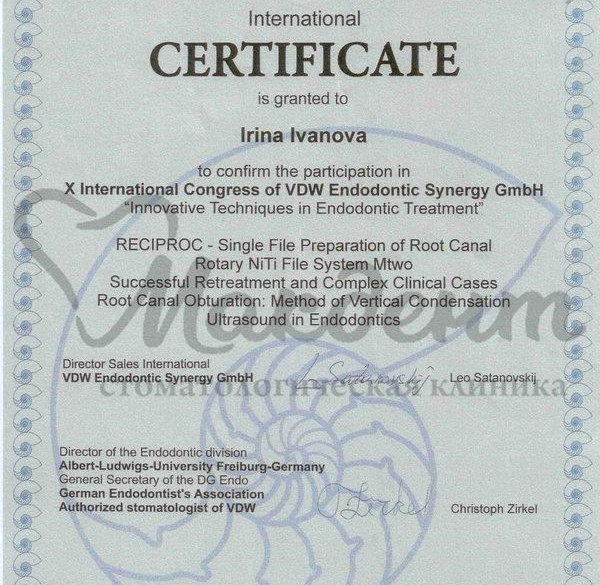 International
CERTIFICATE
is granted to
Irina Ivanova
to confirm the participation in
X International Congress of VDW Endodontic Synergy GmbH
“Innovative Techniques in Endodontic Treatment”
RECIPROC - Single File Preparation of Root Canal
Rotary NiTi File System Mtwo
Successful Retreatment and Complex Clinical Cases
Root Canal Obturation: Method of Vertical Condensation
Ultrasound in Endodontics
Director Sales International
VDW Endodontic Synergy GmbH
L. Satanovskij
Leo Satanovskij
стоматологическая клиника
Director of the Endodontic division
Albert-Ludwigs-University Freiburg-Germany
General Secretary of the DG Endo
German Endodontist's Association
Authorized stomatologist of VDW
Zirkel
Christoph Zirkel